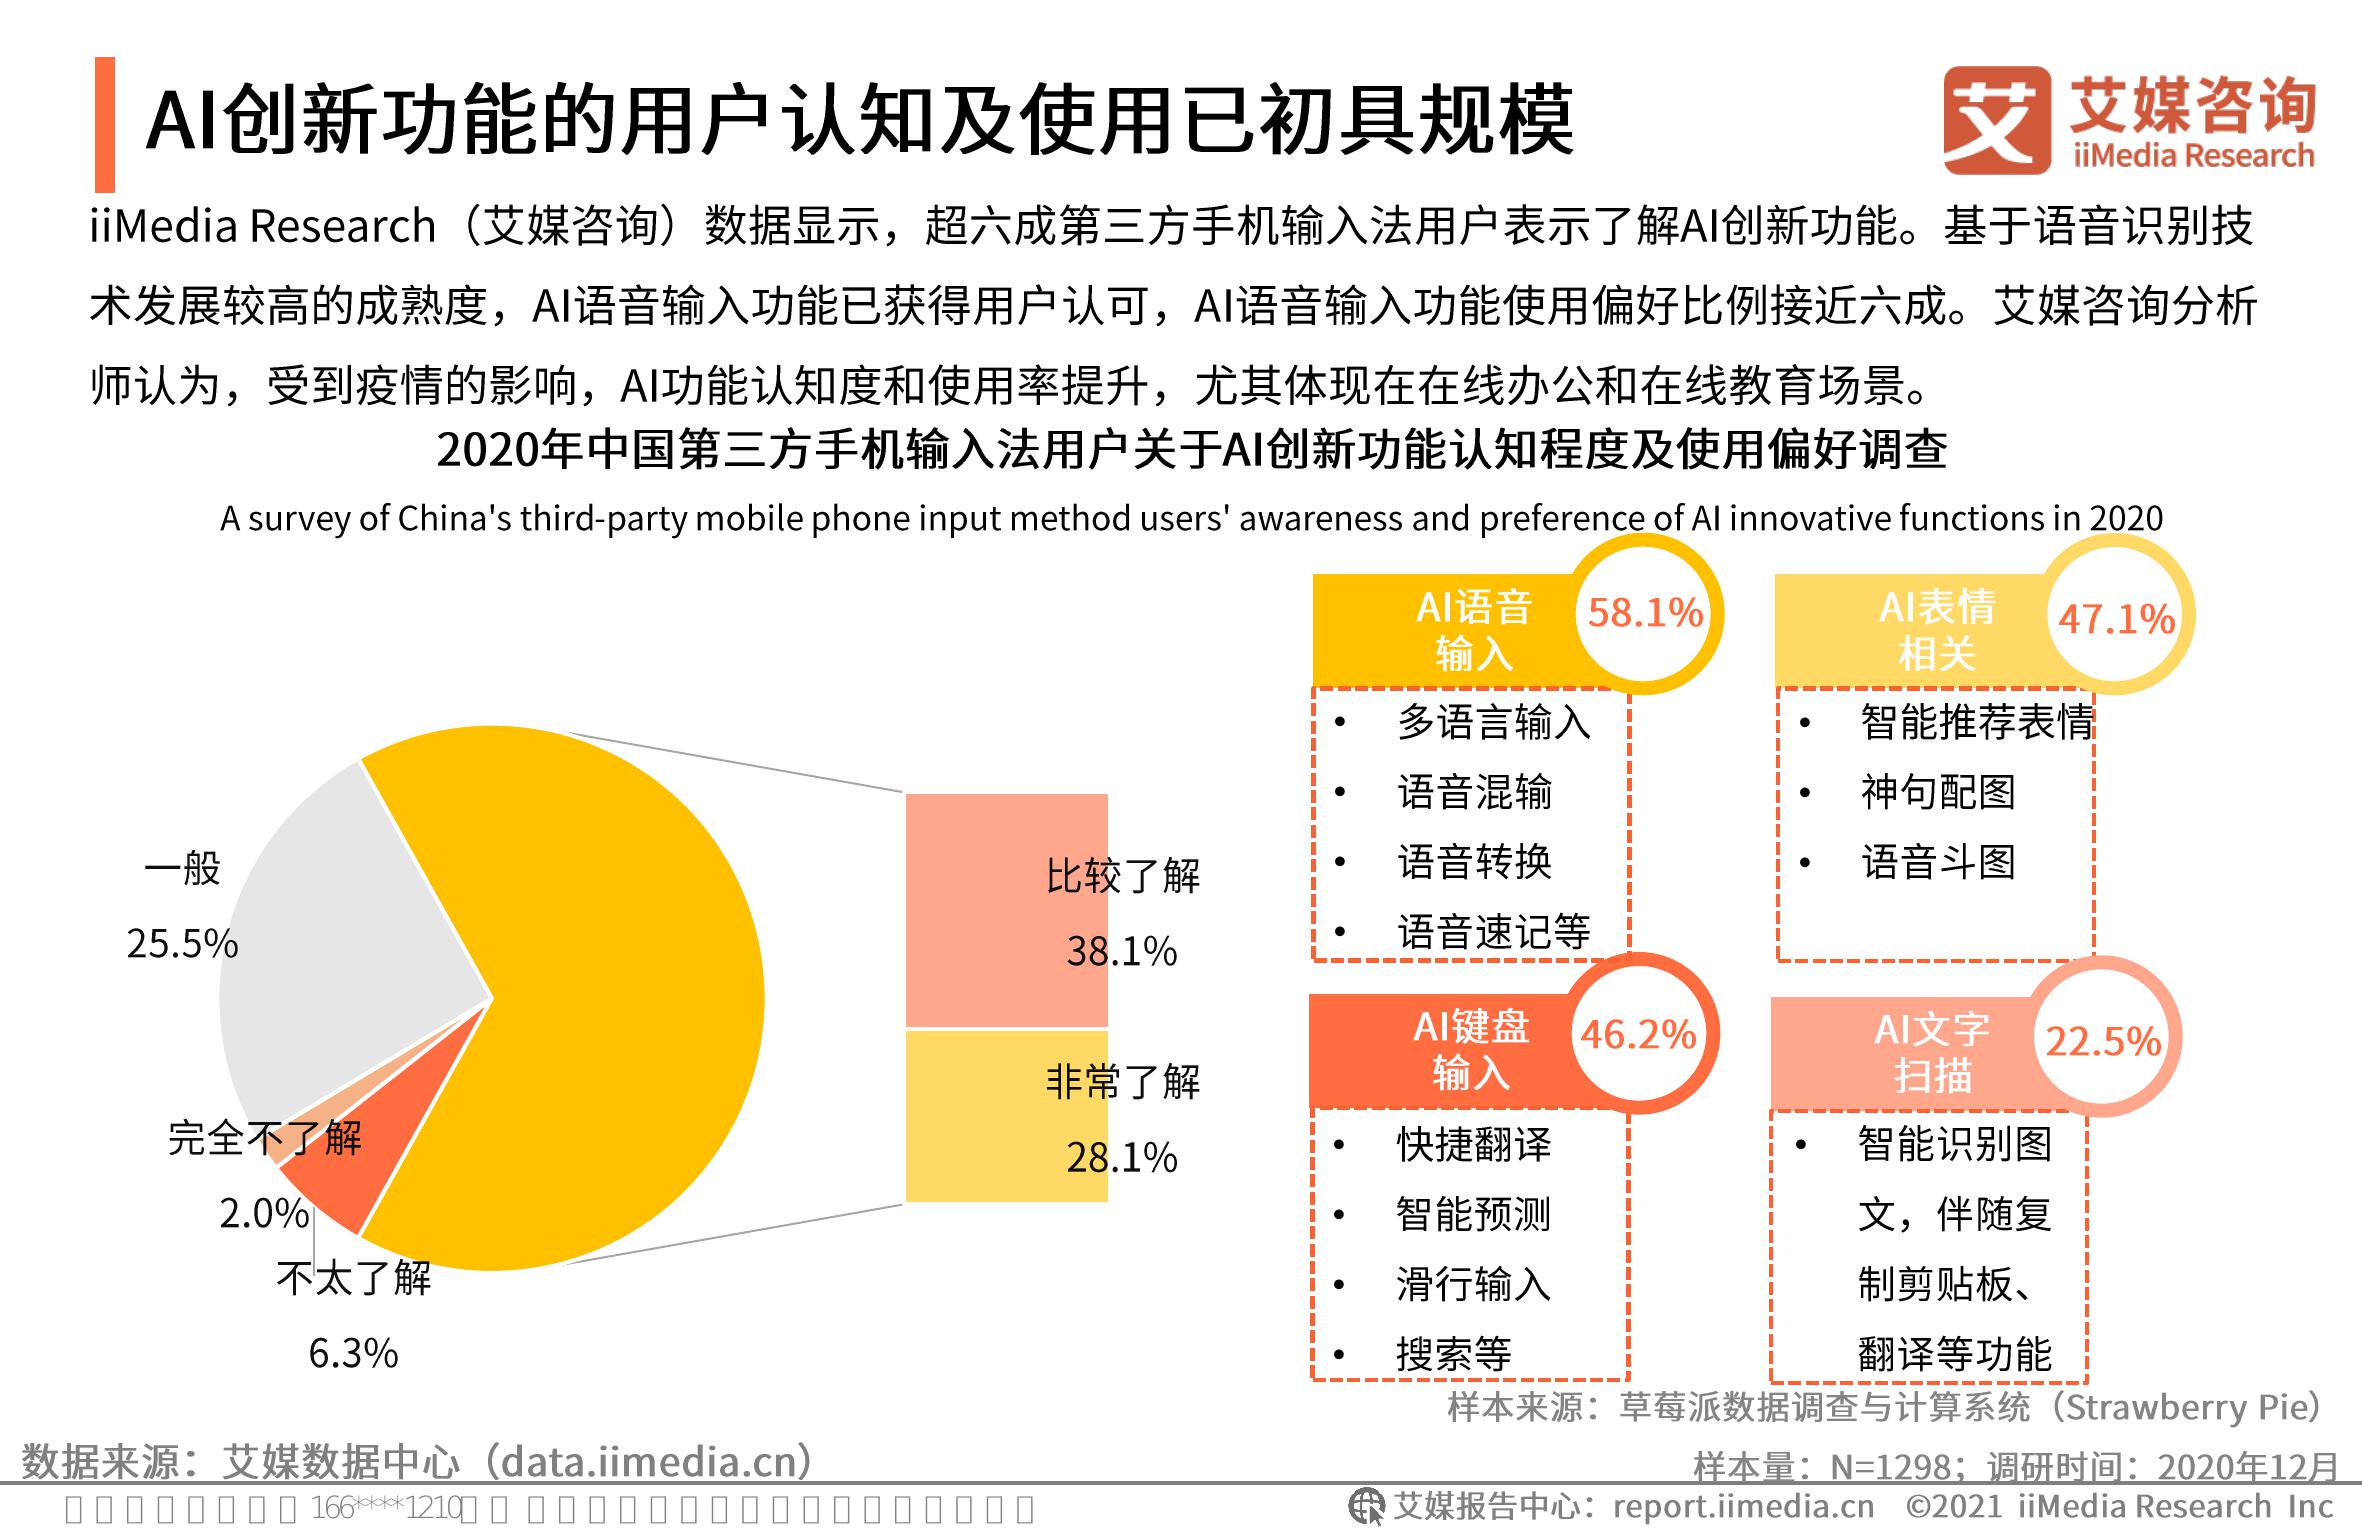 AI创新功能的用户认知及使用已初具规模
艾
艾媒咨询
iiMedia Research
iiMedia Research（艾媒咨询）数据显示，超六成第三方手机输入法用户表示了解AI创新功能。基于语音识别技
术发展较高的成熟度，AI语音输入功能已获得用户认可，AI语音输入功能使用偏好比例接近六成。艾媒咨询分析
师认为，受到疫情的影响，AI功能认知度和使用率提升，尤其体现在在线办公和在线教育场景。
2020年中国第三方手机输入法用户关于AI创新功能认知程度及使用偏好调查
A survey of China's third-party mobile phone input method users' awareness and preference of AI innovative functions in 2020
一般
25.5%
完全不了解
2.0%
不太了解
6.3%
比较了解
38.1%
非常了解
28.1%
AI语音
输入
58.1%
• 多语言输入
• 语音混输
• 语音转换
• 语音速记等
AI表情
相关
47.1%
• 智能推荐表情
• 神句配图
• 语音斗图
AI键盘
输入
46.2%
• 快捷翻译
• 智能预测
• 滑行输入
• 搜索等
AI文字
扫描
22.5%
• 智能识别图
文，伴随复
制剪贴板、
翻译等功能
样本来源：草莓派数据调查与计算系统（Strawberry Pie）
数据来源：艾媒数据中心（data.iimedia.cn）
样本量：N=1298；调研时间：2020年12月
166****1210
艾媒报告中心：report.iimedia.cn ©2021 iiMedia Research Inc